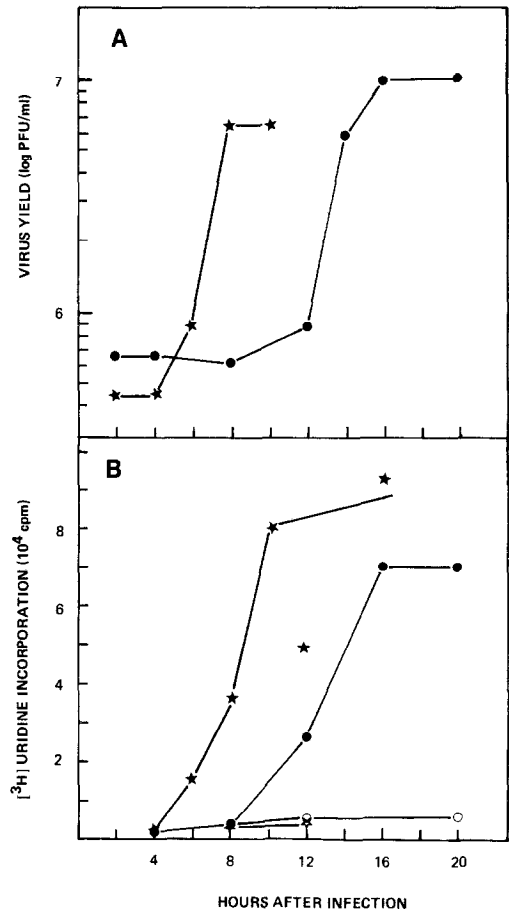 A
7
6
VIRUS YIELD (log PFU/ml)
B
8
6
4
2
[³H] URIDINE INCORPORATION (10⁴ cpm)
4 8 12 16 20
HOURS AFTER INFECTION